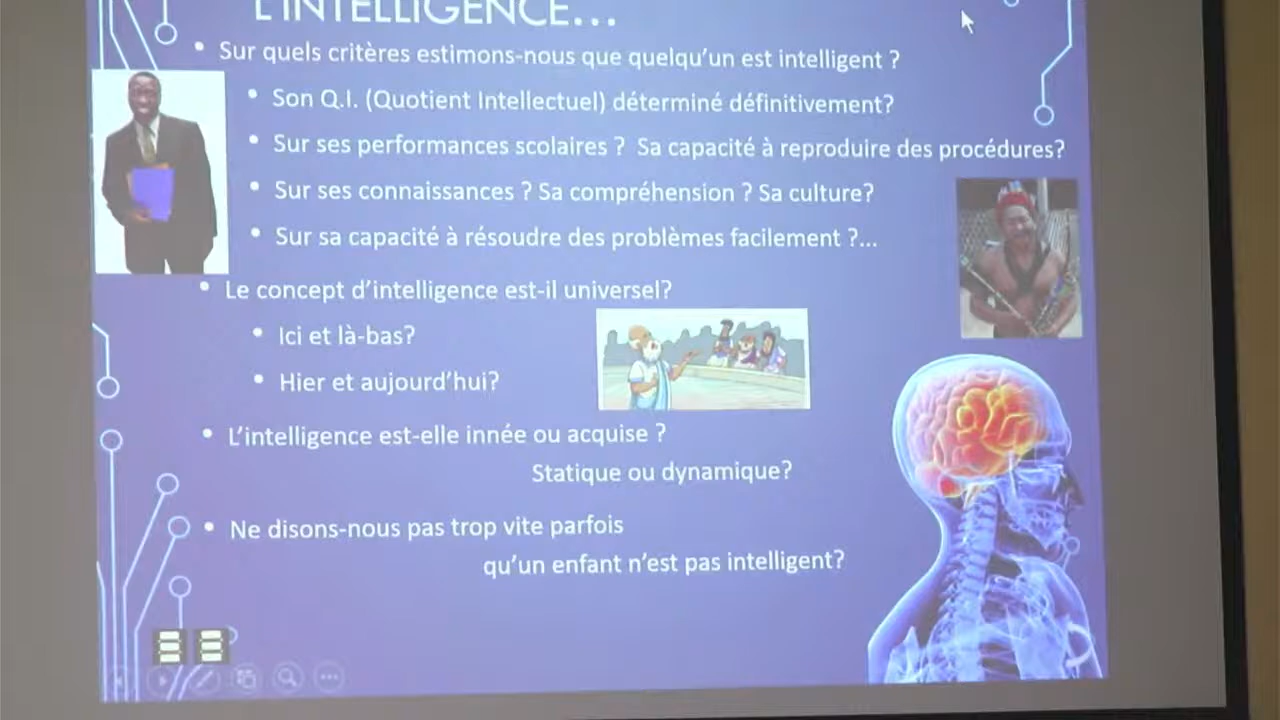 L'INTELLIGENCE...
Sur quels critères estimons-nous que quelqu'un est intelligent ?
Son Q.I. (Quotient Intellectuel) déterminé définitivement?
Sur ses performances scolaires ? Sa capacité à reproduire des procédures?
Sur ses connaissances ? Sa compréhension ? Sa culture?
Sur sa capacité à résoudre des problèmes facilement ?...
Le concept d'intelligence est-il universel?
Ici et là-bas?
Hier et aujourd'hui?
L'intelligence est-elle innée ou acquise ?
Statique ou dynamique?
Ne disons-nous pas trop vite parfois
qu'un enfant n'est pas intelligent?